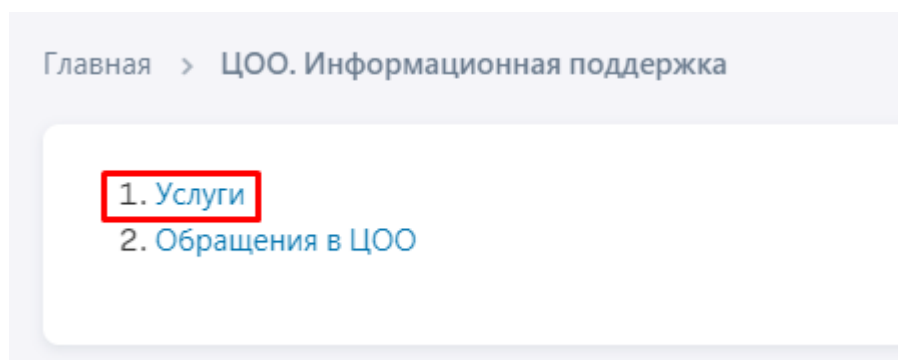 Главная > ЦОО. Информационная поддержка
1. Услуги
2. Обращения в ЦОО